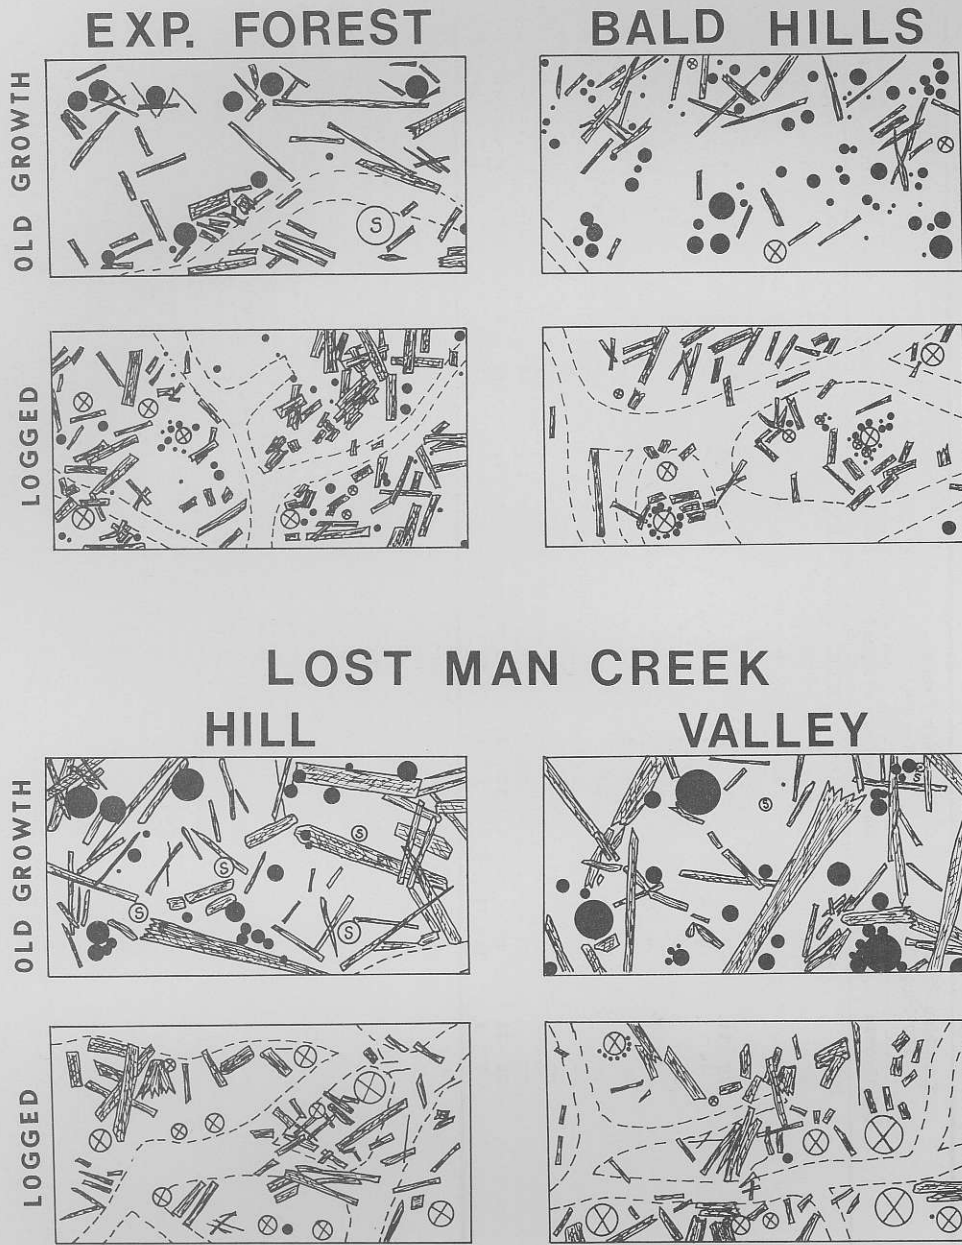 EXP. FOREST
BALD HILLS
OLD GROWTH
S
LOGGED
LOST MAN CREEK
HILL
VALLEY
OLD GROWTH
S
S
S
S
S
S
LOGGED